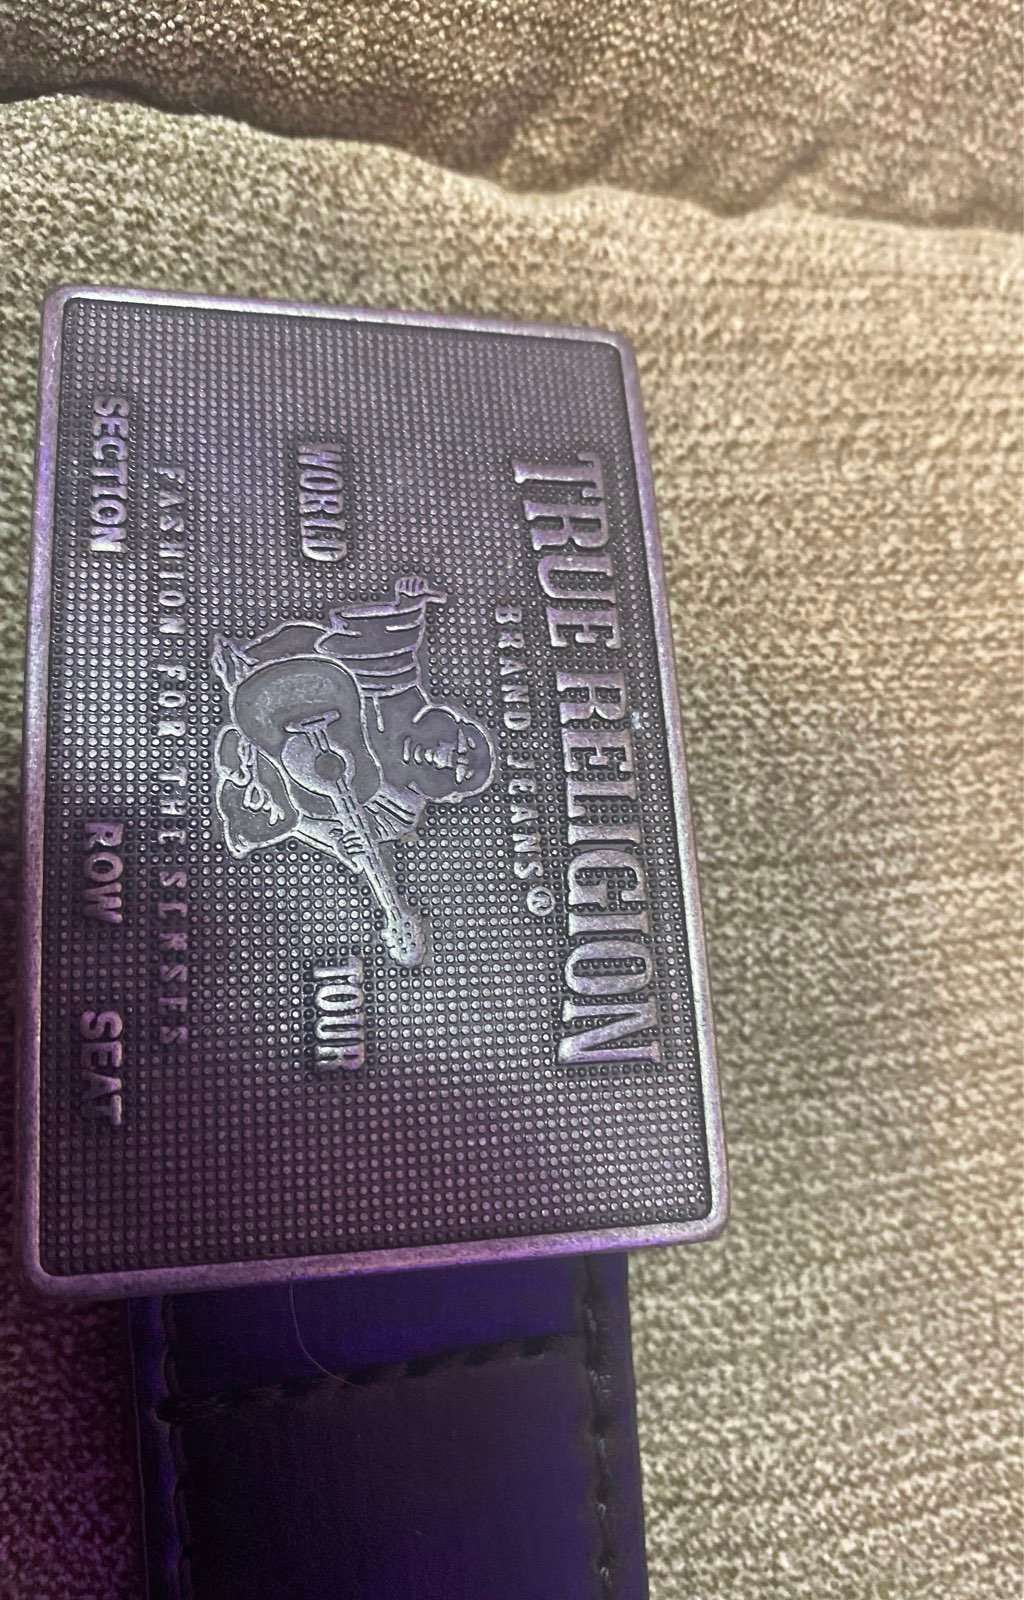 TRUE RELIGION
BRAND JEANS®
WORLD TOUR
FASHION FOR THE SENSES
SECTION ROW SEAT